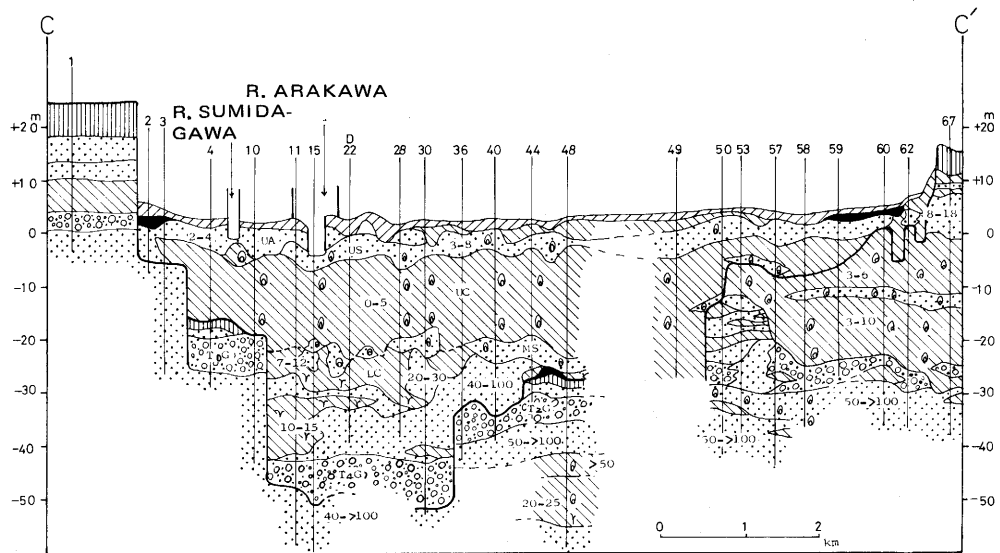 C C′
R. ARAKAWA
R. SUMIDA-
GAWA
m m
+20 +20
+10 +10
0 0
-10 -10
-20 -20
-30 -30
-40 -40
-50 -50
1 2 3 4 10 11 15 22 28 30 36 40 44 48 49 50 53 57 58 59 60 62 67
D
2-4 UA US 3-8 8-18
0-5 UC 3-6
3-10
MS
7-12 LC 20-30 40-100
10-15 50->100 50->100 50->100
>50
20-25
40->100
0 1 2
km